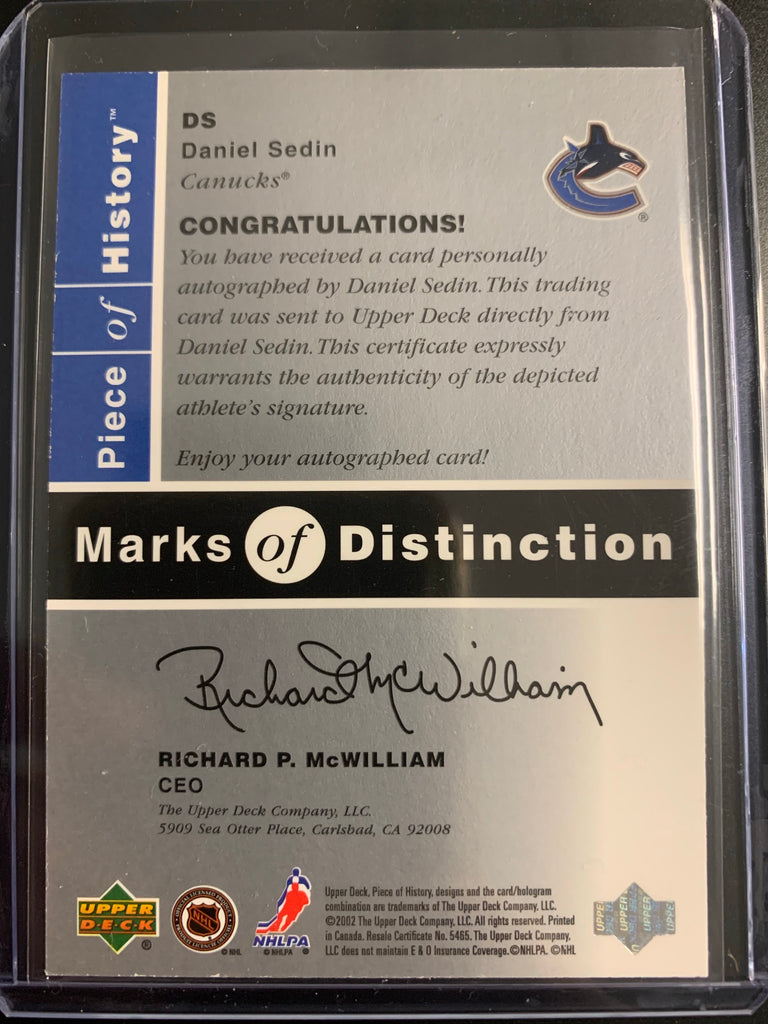 Piece of History™
DS
Daniel Sedin
Canucks®
®
CONGRATULATIONS!
You have received a card personally
autographed by Daniel Sedin. This trading
card was sent to Upper Deck directly from
Daniel Sedin. This certificate expressly
warrants the authenticity of the depicted
athlete's signature.
Enjoy your autographed card!
Marks of Distinction
Richard McWilliam
RICHARD P. McWILLIAM
CEO
The Upper Deck Company, LLC.
5909 Sea Otter Place, Carlsbad, CA 92008
UPPER
D·E·C·K
®
NHL
© NHL
NHLPA
© NHLPA ®
Upper Deck, Piece of History, designs and the card/hologram
combination are trademarks of The Upper Deck Company, LLC.
©2002 The Upper Deck Company, LLC. All rights reserved. Printed
in Canada. Resale Certificate No. 5465. The Upper Deck Company,
LLC does not maintain E & O Insurance Coverage. ©NHLPA. ©NHL
UPPER